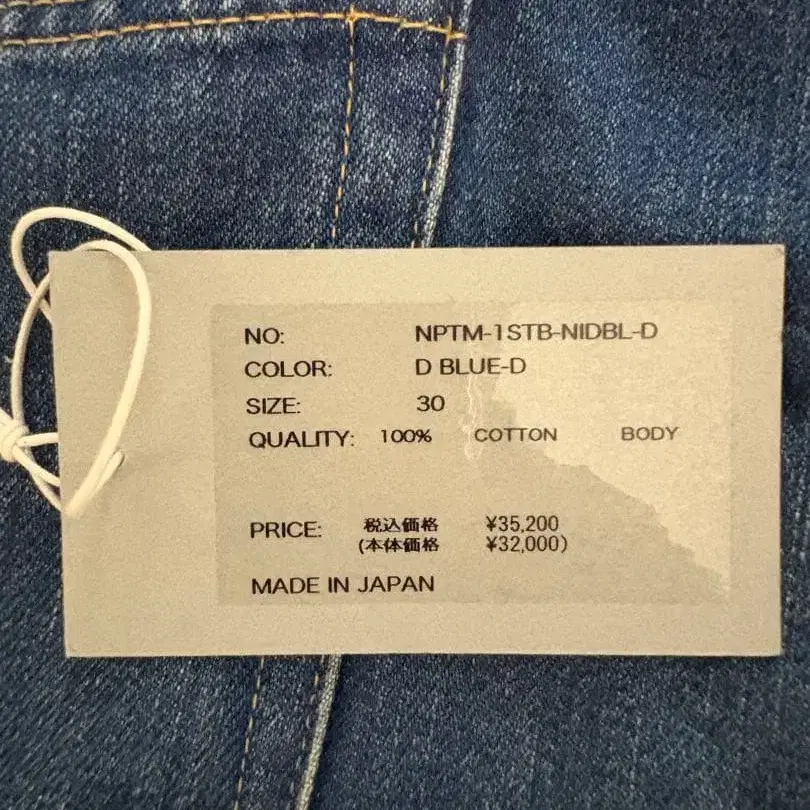 NO: NPTM-1STB-NIDBL-D
COLOR: D BLUE-D
SIZE: 30
QUALITY: 100% COTTON BODY
PRICE: 税込価格 ¥35,200
(本体価格 ¥32,000)
MADE IN JAPAN